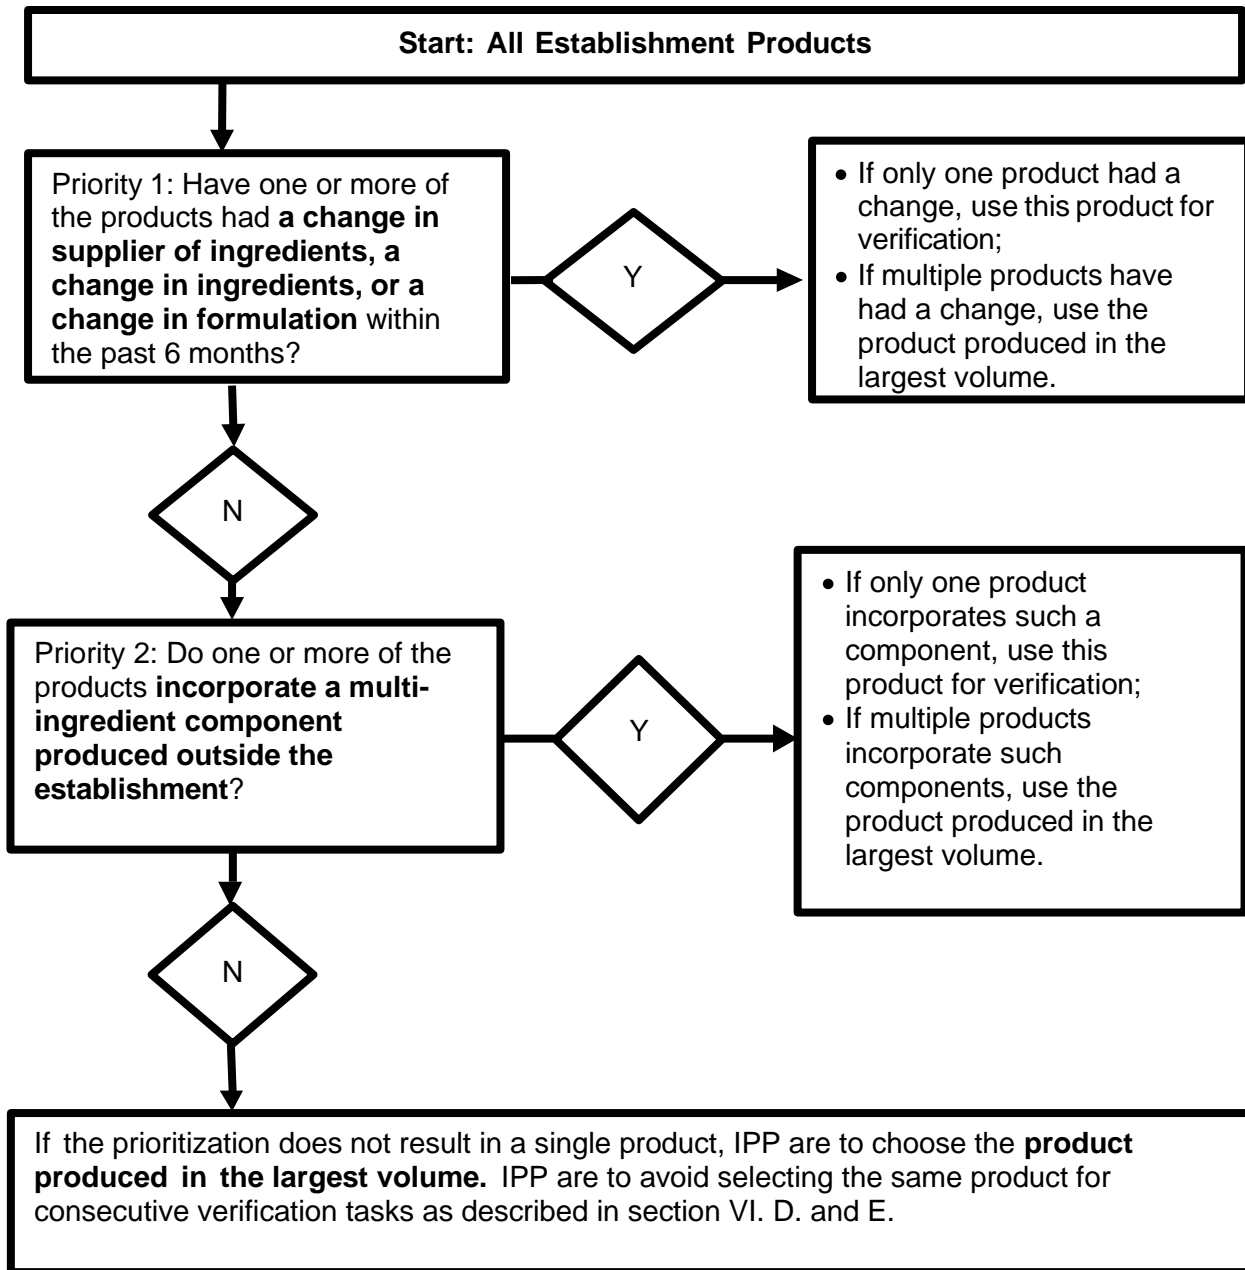 Start: All Establishment Products
Priority 1: Have one or more of
the products had a change in
supplier of ingredients, a
change in ingredients, or a
change in formulation within
the past 6 months?
Y
• If only one product had a
change, use this product for
verification;
• If multiple products have
had a change, use the
product produced in the
largest volume.
N
Priority 2: Do one or more of the
products incorporate a multi-
ingredient component
produced outside the
establishment?
Y
• If only one product
incorporates such a
component, use this
product for verification;
• If multiple products
incorporate such
components, use the
product produced in the
largest volume.
N
If the prioritization does not result in a single product, IPP are to choose the product
produced in the largest volume. IPP are to avoid selecting the same product for
consecutive verification tasks as described in section VI. D. and E.